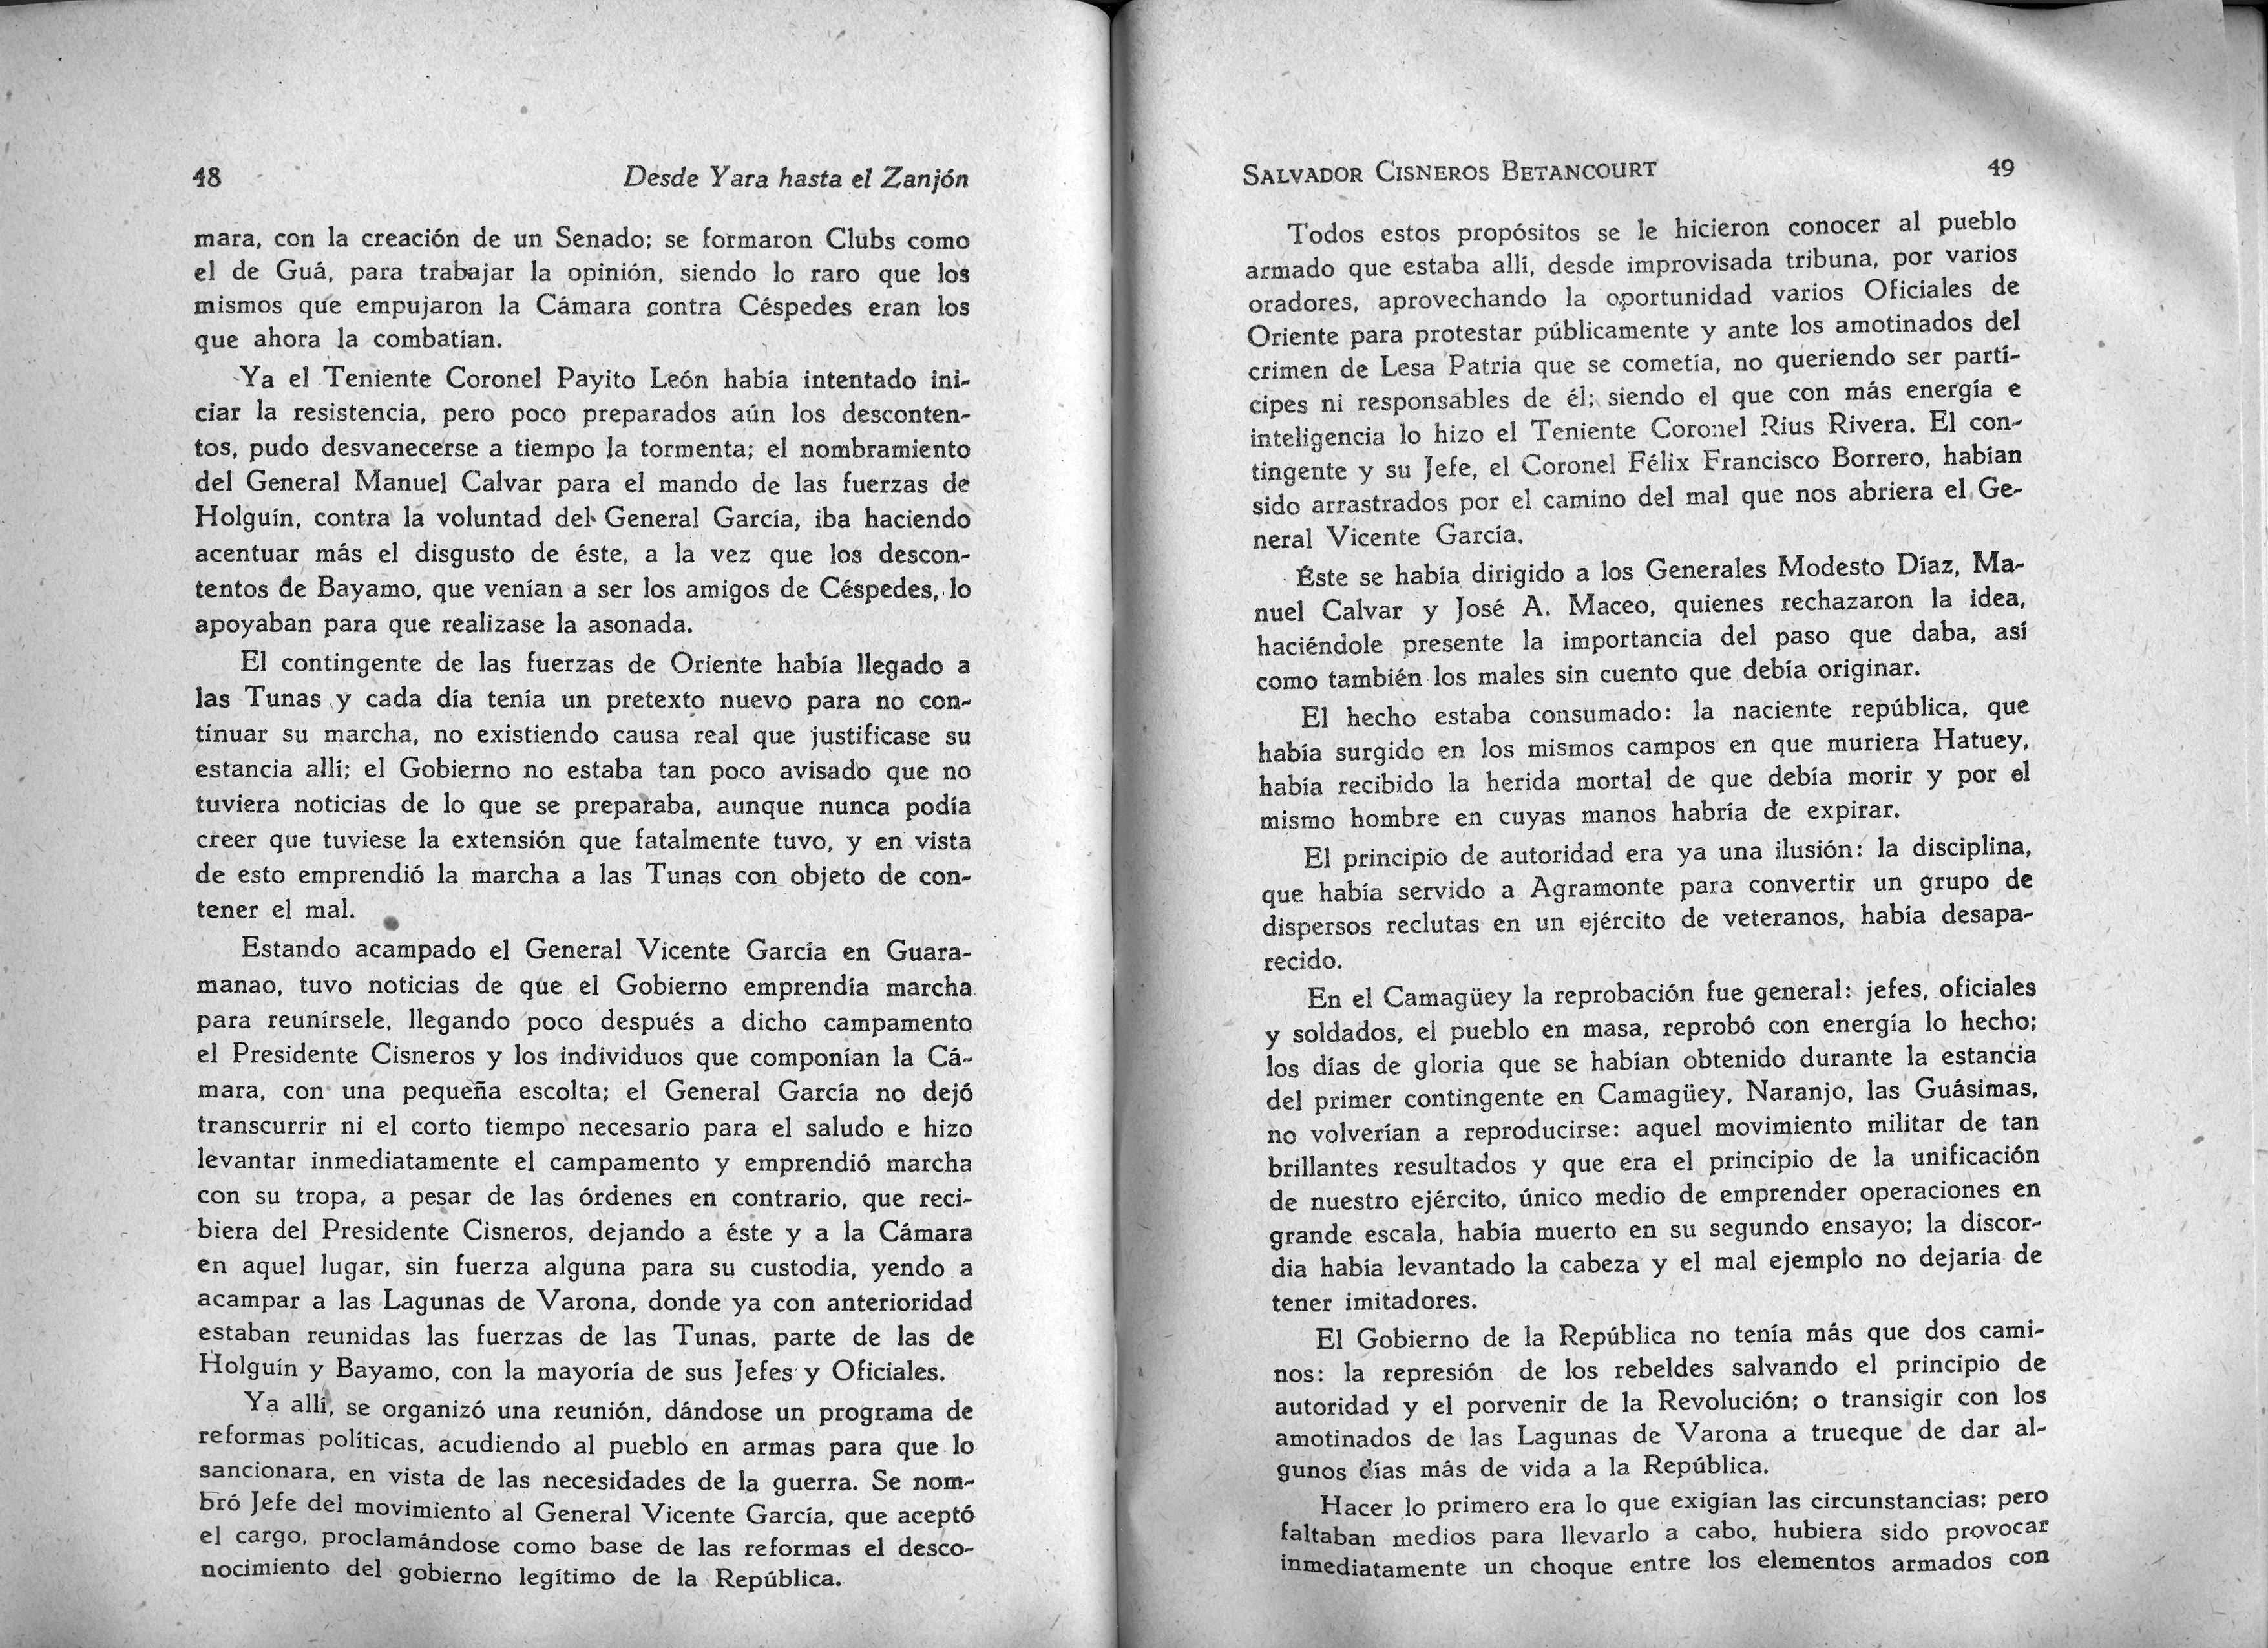 48 Desde Yara hasta el Zanjón
mara, con la creación de un Senado; se formaron Clubs como
el de Guá, para trabajar la opinión, siendo lo raro que los
mismos que empujaron la Cámara contra Céspedes eran los
que ahora la combatían.
Ya el Teniente Coronel Payito León había intentado ini-
ciar la resistencia, pero poco preparados aún los desconten-
tos, pudo desvanecerse a tiempo la tormenta; el nombramiento
del General Manuel Calvar para el mando de las fuerzas de
Holguín, contra la voluntad del General García, iba haciendo
acentuar más el disgusto de éste, a la vez que los descon-
tentos de Bayamo, que venían a ser los amigos de Céspedes, lo
apoyaban para que realizase la asonada.
El contingente de las fuerzas de Oriente había llegado a
las Tunas y cada día tenía un pretexto nuevo para no con-
tinuar su marcha, no existiendo causa real que justificase su
estancia allí; el Gobierno no estaba tan poco avisado que no
tuviera noticias de lo que se preparaba, aunque nunca podía
creer que tuviese la extensión que fatalmente tuvo, y en vista
de esto emprendió la marcha a las Tunas con objeto de con-
tener el mal.
Estando acampado el General Vicente García en Guara-
manao, tuvo noticias de que el Gobierno emprendía marcha
para reunírsele, llegando poco después a dicho campamento
el Presidente Cisneros y los individuos que componían la Cá-
mara, con una pequeña escolta; el General García no dejó
transcurrir ni el corto tiempo necesario para el saludo e hizo
levantar inmediatamente el campamento y emprendió marcha
con su tropa, a pesar de las órdenes en contrario, que reci-
biera del Presidente Cisneros, dejando a éste y a la Cámara
en aquel lugar, sin fuerza alguna para su custodia, yendo a
acampar a las Lagunas de Varona, donde ya con anterioridad
estaban reunidas las fuerzas de las Tunas, parte de las de
Holguín y Bayamo, con la mayoría de sus Jefes y Oficiales.
Ya allí, se organizó una reunión, dándose un programa de
reformas políticas, acudiendo al pueblo en armas para que lo
sancionara, en vista de las necesidades de la guerra. Se nom-
bró Jefe del movimiento al General Vicente García, que aceptó
el cargo, proclamándose como base de las reformas el desco-
nocimiento del gobierno legítimo de la República.
SALVADOR CISNEROS BETANCOURT 49
Todos estos propósitos se le hicieron conocer al pueblo
armado que estaba allí, desde improvisada tribuna, por varios
oradores, aprovechando la oportunidad varios Oficiales de
Oriente para protestar públicamente y ante los amotinados del
crimen de Lesa Patria que se cometía, no queriendo ser partí-
cipes ni responsables de él; siendo el que con más energía e
inteligencia lo hizo el Teniente Coronel Rius Rivera. El con-
tingente y su Jefe, el Coronel Félix Francisco Borrero, habían
sido arrastrados por el camino del mal que nos abriera el Ge-
neral Vicente García.
Éste se había dirigido a los Generales Modesto Díaz, Ma-
nuel Calvar y José A. Maceo, quienes rechazaron la idea,
haciéndole presente la importancia del paso que daba, así
como también los males sin cuento que debía originar.
El hecho estaba consumado: la naciente república, que
había surgido en los mismos campos en que muriera Hatuey,
había recibido la herida mortal de que debía morir y por el
mismo hombre en cuyas manos habría de expirar.
El principio de autoridad era ya una ilusión: la disciplina,
que había servido a Agramonte para convertir un grupo de
dispersos reclutas en un ejército de veteranos, había desapa-
recido.
En el Camagüey la reprobación fue general: jefes, oficiales
y soldados, el pueblo en masa, reprobó con energía lo hecho;
los días de gloria que se habían obtenido durante la estancia
del primer contingente en Camagüey, Naranjo, las Guásimas,
no volverían a reproducirse: aquel movimiento militar de tan
brillantes resultados y que era el principio de la unificación
de nuestro ejército, único medio de emprender operaciones en
grande escala, había muerto en su segundo ensayo; la discor-
dia había levantado la cabeza y el mal ejemplo no dejaría de
tener imitadores.
El Gobierno de la República no tenía más que dos cami-
nos: la represión de los rebeldes salvando el principio de
autoridad y el porvenir de la Revolución; o transigir con los
amotinados de las Lagunas de Varona a trueque de dar al-
gunos días más de vida a la República.
Hacer lo primero era lo que exigían las circunstancias; pero
faltaban medios para llevarlo a cabo, hubiera sido provocar
inmediatamente un choque entre los elementos armados con